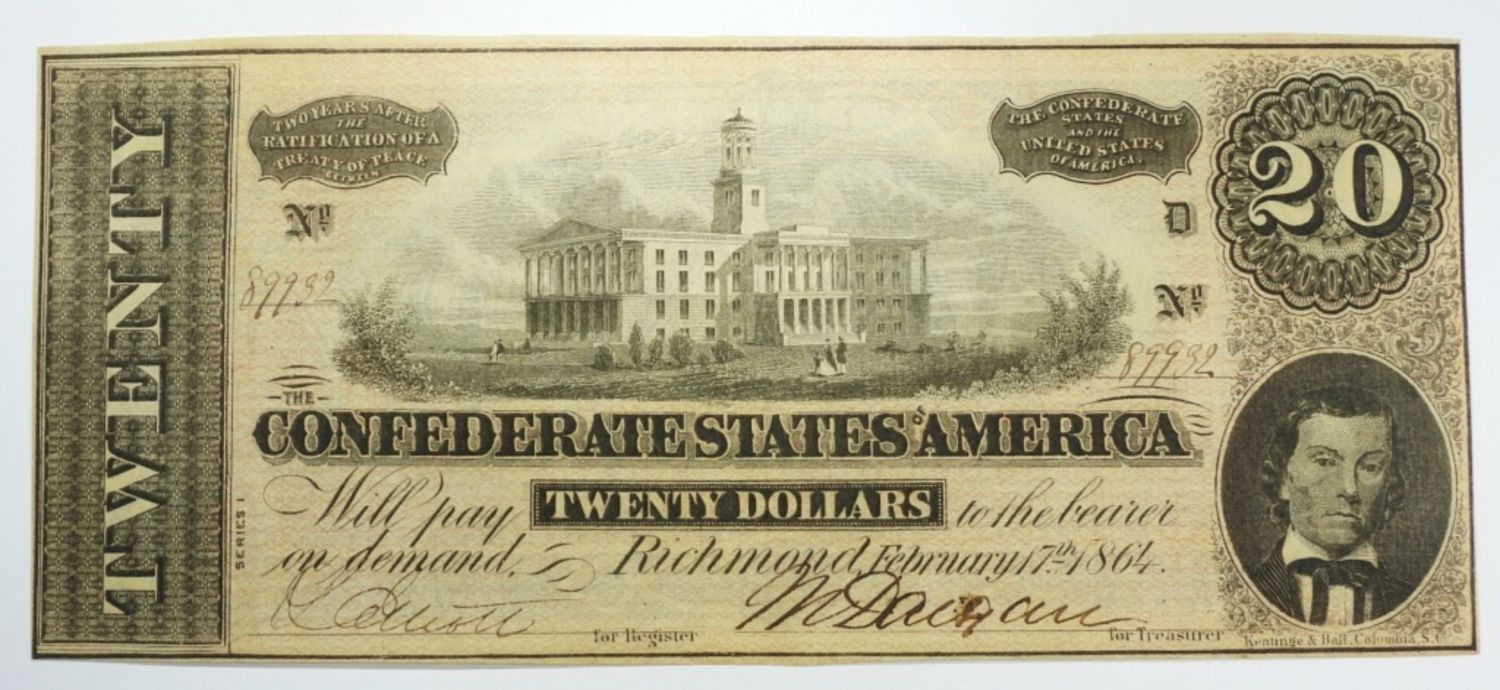 TWENTY
TWO YEARS AFTER
THE
RATIFICATION OF A
TREATY OF PEACE
BETWEEN
THE CONFEDERATE
STATES
AND THE
UNITED STATES
OF AMERICA.
20
No
D
89932
No
89932
THE
CONFEDERATE STATES OF AMERICA
Will pay TWENTY DOLLARS to the bearer
on demand. Richmond, February 17th 1864.
SERIES 1
for Register
for Treasurer
Keatinge & Ball, Columbia, S.C.